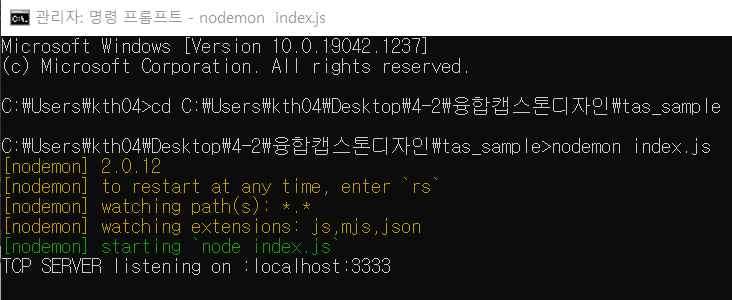 관리자: 명령 프롬프트 - nodemon index.js
Microsoft Windows [Version 10.0.19042.1237]
(c) Microsoft Corporation. All rights reserved.
C:₩Users₩kth04>cd C:₩Users₩kth04₩Desktop₩4-2₩융합캡스톤디자인₩tas_sample
C:₩Users₩kth04₩Desktop₩4-2₩융합캡스톤디자인₩tas_sample>nodemon index.js
[nodemon] 2.0.12
[nodemon] to restart at any time, enter `rs`
[nodemon] watching path(s): *.*
[nodemon] watching extensions: js,mjs,json
[nodemon] starting `node index.js`
TCP SERVER listening on :localhost:3333